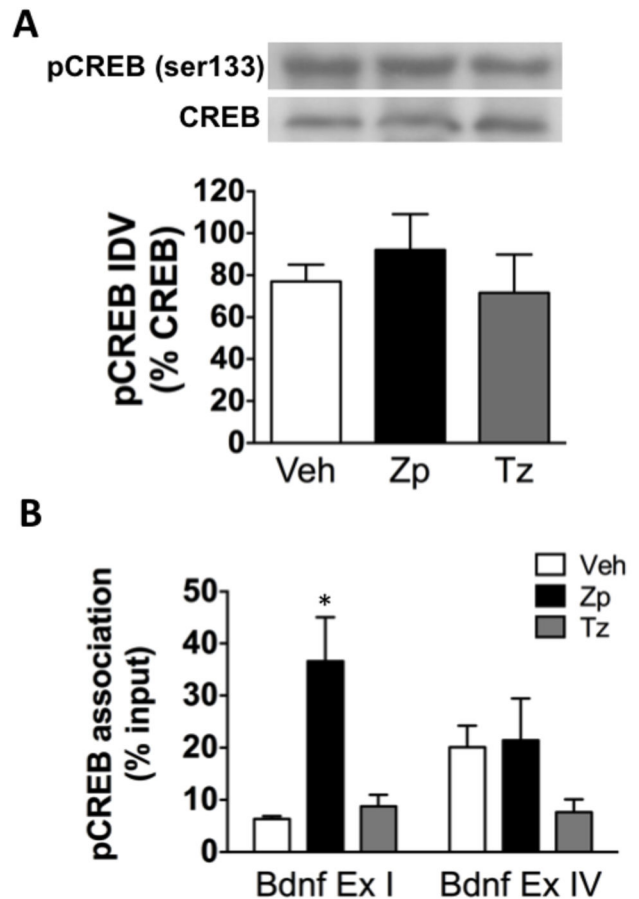 A
pCREB (ser133)
CREB
pCREB IDV
(% CREB)
120
100
80
60
40
20
0
Veh Zp Tz
B
Veh
Zp
Tz
pCREB association
(% input)
50
40
30
20
10
0
*
Bdnf Ex I Bdnf Ex IV